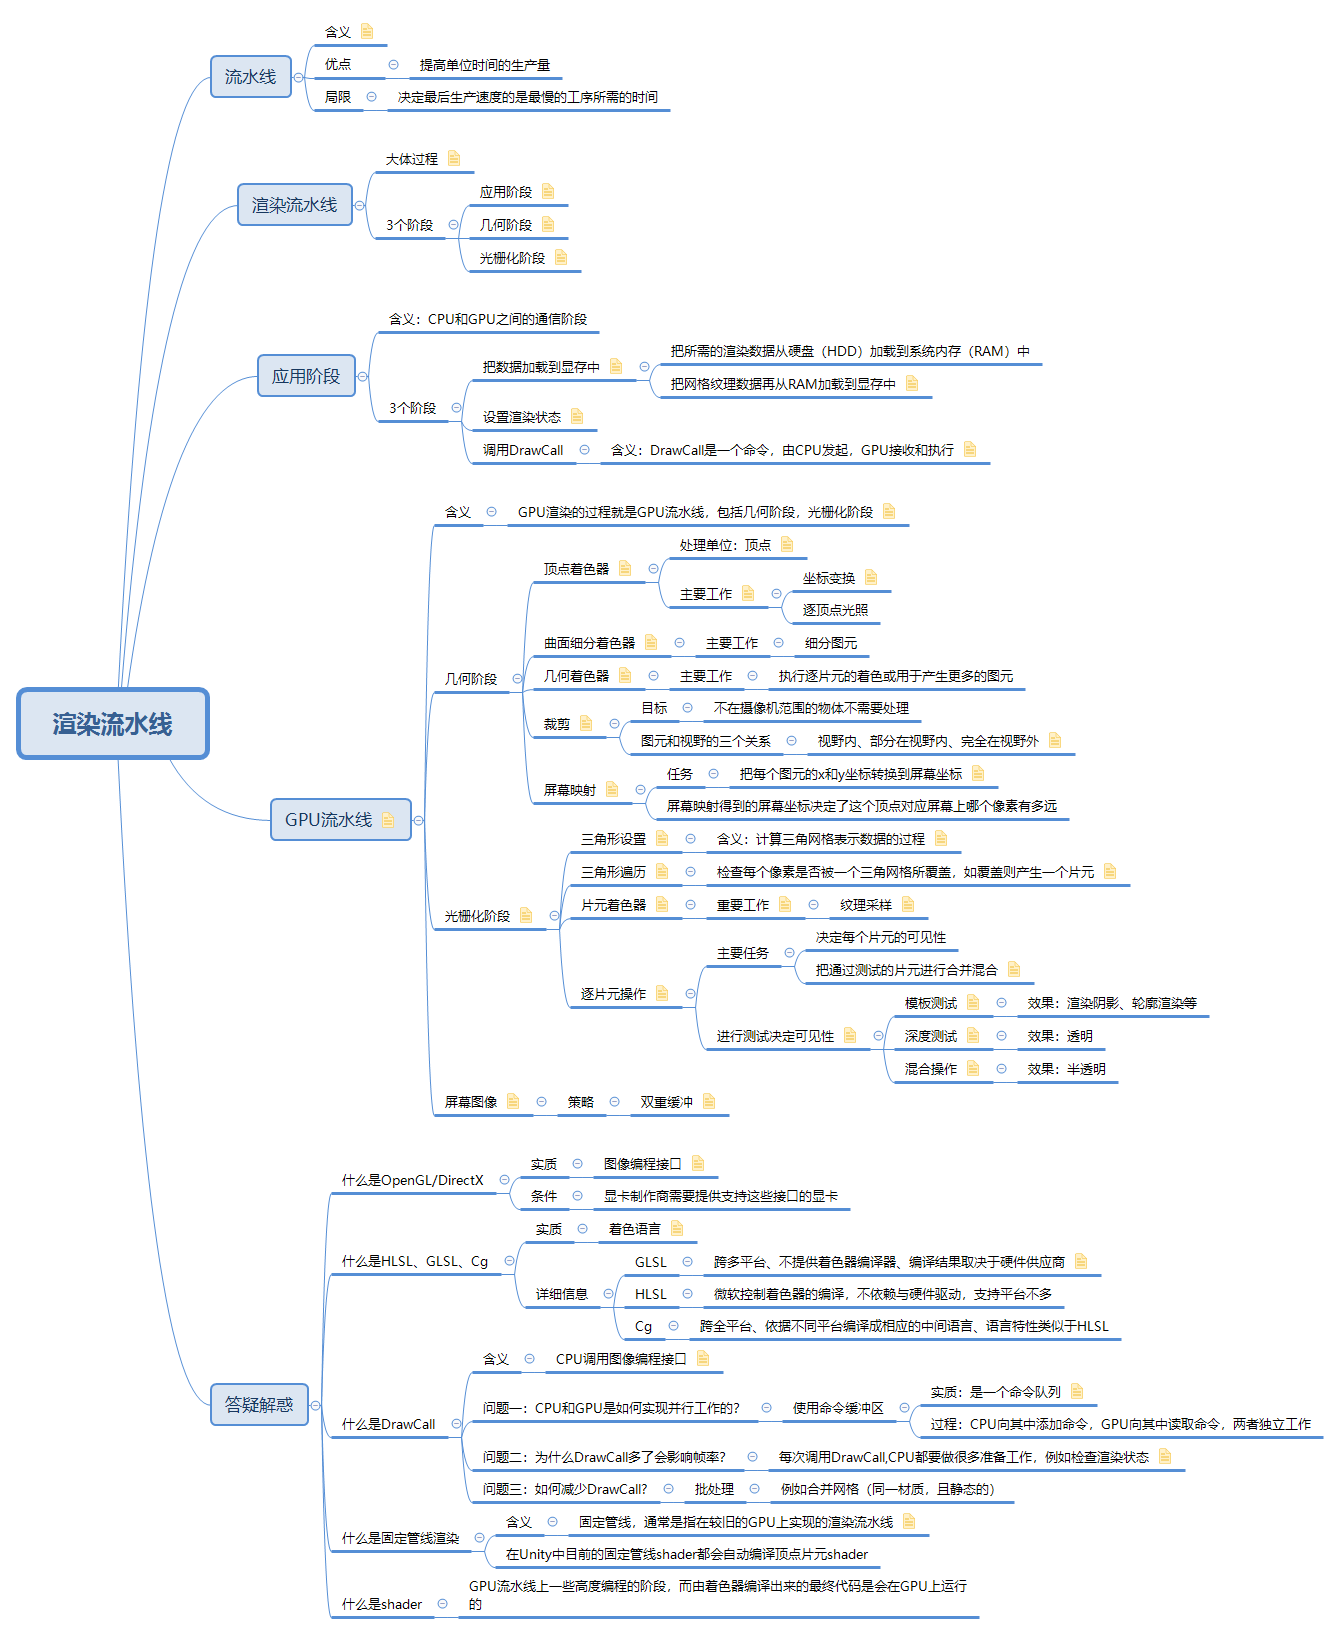 渲染流水线
流水线
含义
优点
提高单位时间的生产量
局限
决定最后生产速度的是最慢的工序所需的时间
渲染流水线
大体过程
3个阶段
应用阶段
几何阶段
光栅化阶段
应用阶段
含义：CPU和GPU之间的通信阶段
3个阶段
把数据加载到显存中
把所需的渲染数据从硬盘（HDD）加载到系统内存（RAM）中
把网格纹理数据再从RAM加载到显存中
设置渲染状态
调用DrawCall
含义：DrawCall是一个命令，由CPU发起，GPU接收和执行
GPU流水线
含义
GPU渲染的过程就是GPU流水线，包括几何阶段，光栅化阶段
几何阶段
顶点着色器
处理单位：顶点
主要工作
坐标变换
逐顶点光照
曲面细分着色器
主要工作
细分图元
几何着色器
主要工作
执行逐片元的着色或用于产生更多的图元
裁剪
目标
不在摄像机范围的物体不需要处理
图元和视野的三个关系
视野内、部分在视野内、完全在视野外
屏幕映射
任务
把每个图元的x和y坐标转换到屏幕坐标
屏幕映射得到的屏幕坐标决定了这个顶点对应屏幕上哪个像素有多远
光栅化阶段
三角形设置
含义：计算三角网格表示数据的过程
三角形遍历
检查每个像素是否被一个三角网格所覆盖，如覆盖则产生一个片元
片元着色器
重要工作
纹理采样
逐片元操作
主要任务
决定每个片元的可见性
把通过测试的片元进行合并混合
进行测试决定可见性
模板测试
效果：渲染阴影、轮廓渲染等
深度测试
效果：透明
混合操作
效果：半透明
屏幕图像
策略
双重缓冲
答疑解惑
什么是OpenGL/DirectX
实质
图像编程接口
条件
显卡制作商需要提供支持这些接口的显卡
什么是HLSL、GLSL、Cg
实质
着色语言
详细信息
GLSL
跨多平台、不提供着色器编译器、编译结果取决于硬件供应商
HLSL
微软控制着色器的编译，不依赖与硬件驱动，支持平台不多
Cg
跨全平台、依据不同平台编译成相应的中间语言、语言特性类似于HLSL
什么是DrawCall
含义
CPU调用图像编程接口
问题一：CPU和GPU是如何实现并行工作的？
使用命令缓冲区
实质：是一个命令队列
过程：CPU向其中添加命令，GPU向其中读取命令，两者独立工作
问题二：为什么DrawCall多了会影响帧率？
每次调用DrawCall,CPU都要做很多准备工作，例如检查渲染状态
问题三：如何减少DrawCall?
批处理
例如合并网格（同一材质，且静态的）
什么是固定管线渲染
含义
固定管线，通常是指在较旧的GPU上实现的渲染流水线
在Unity中目前的固定管线shader都会自动编译顶点片元shader
什么是shader
GPU流水线上一些高度编程的阶段，而由着色器编译出来的最终代码是会在GPU上运行
的